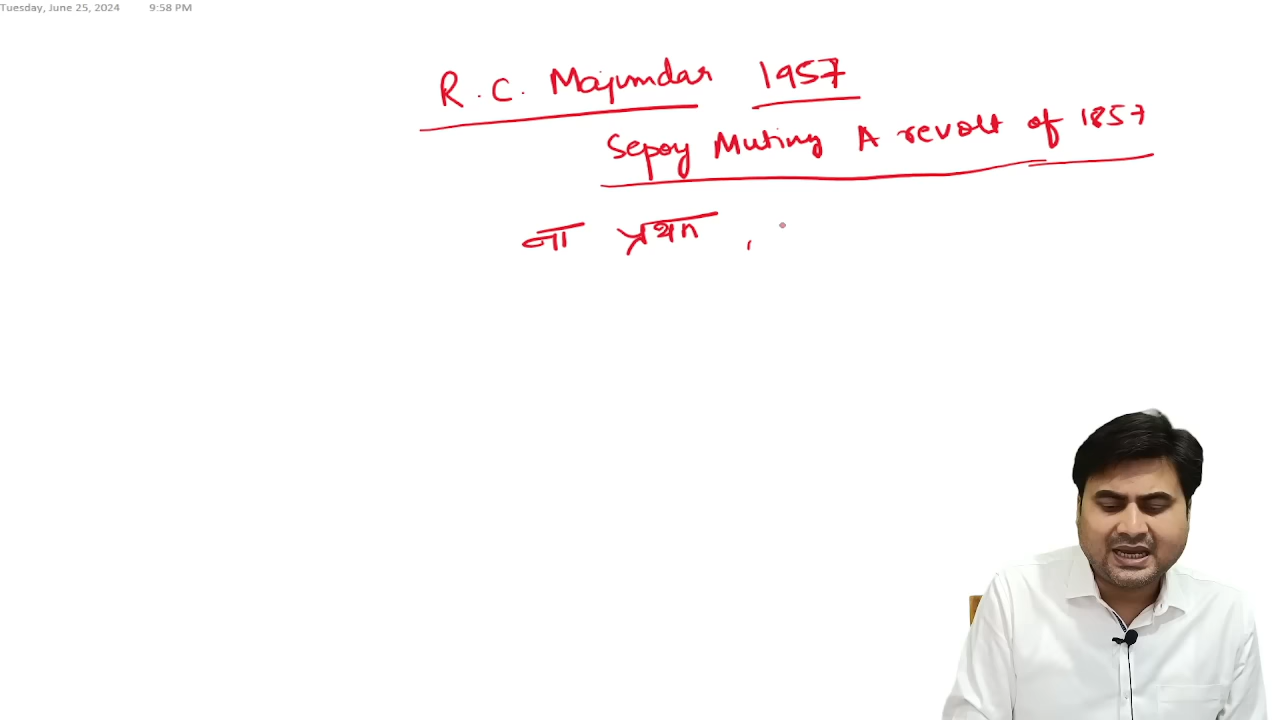 Tuesday, June 25, 2024 9:58 PM
R.C. Majumdar 1957
Sepoy Mutiny A revolt of 1857
ना प्रथम ,